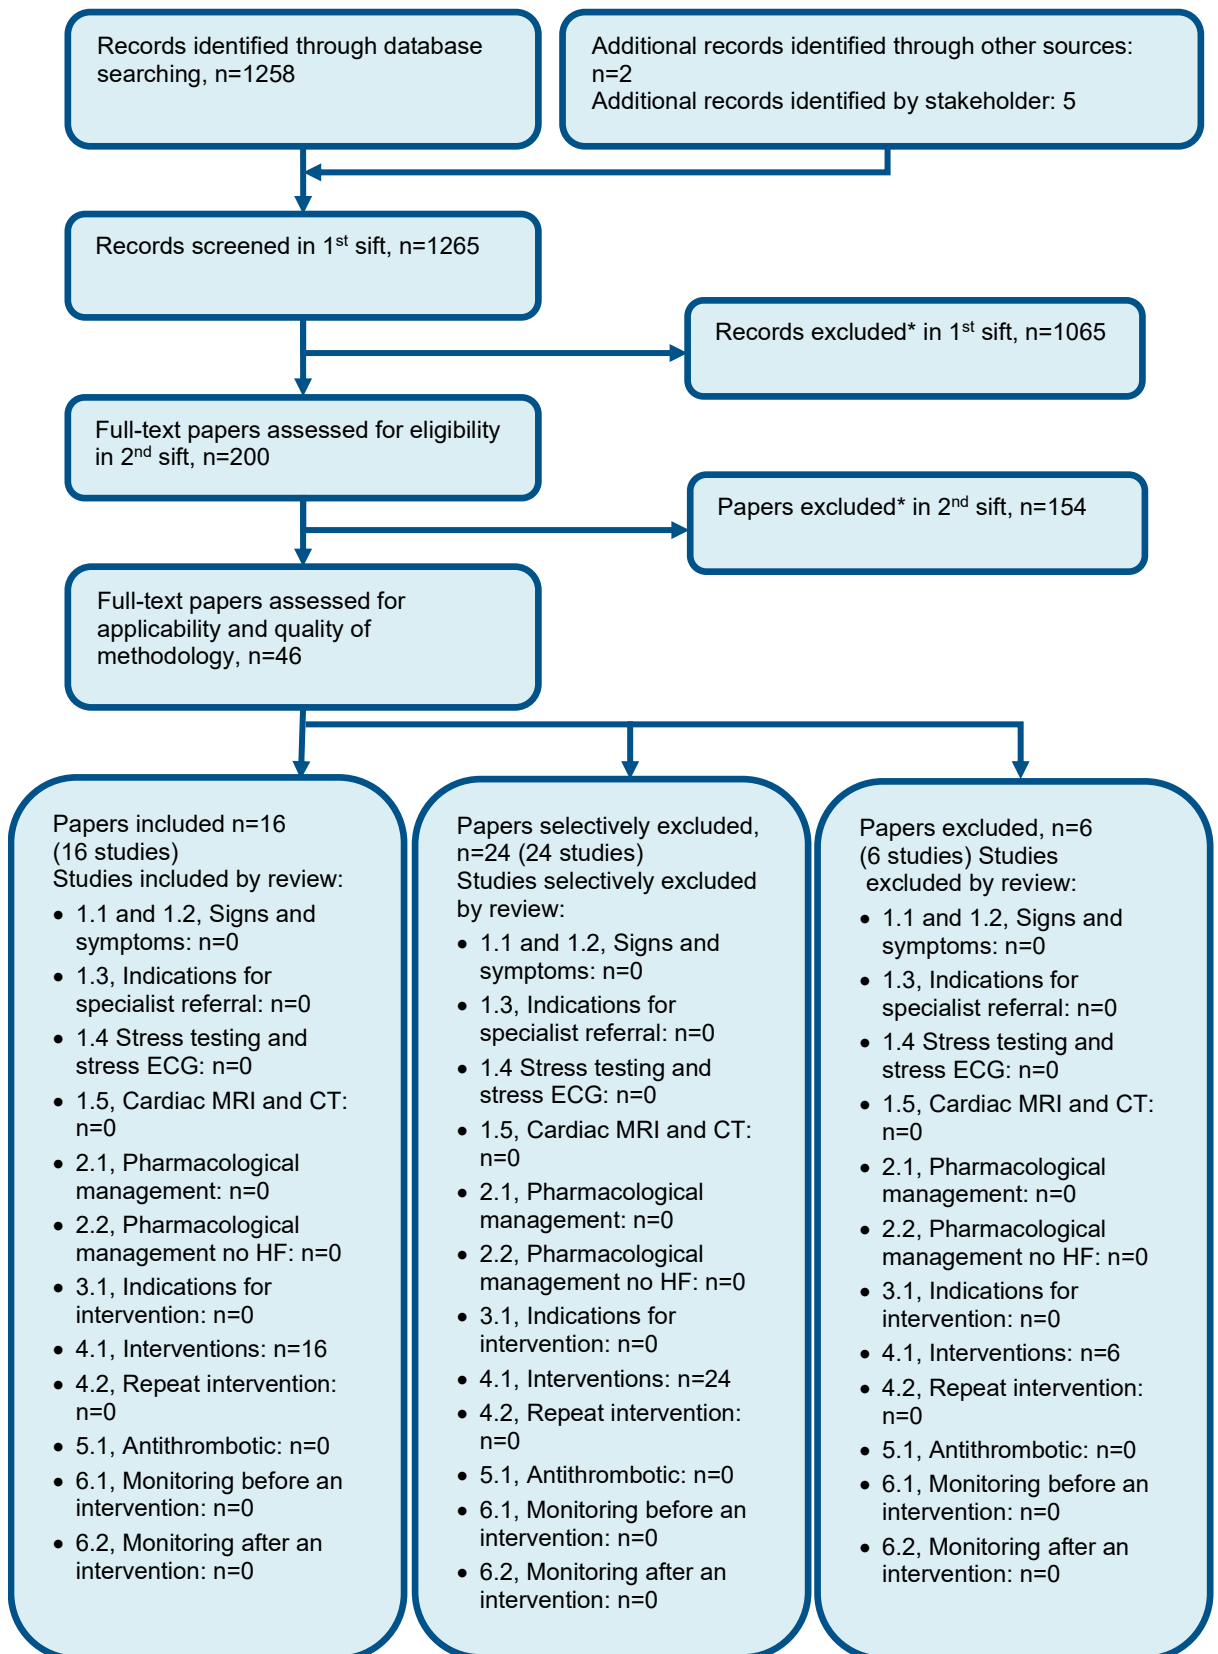 Records identified through database
searching, n=1258
Additional records identified through other sources:
n=2
Additional records identified by stakeholder: 5
Records screened in 1st sift, n=1265
Records excluded* in 1st sift, n=1065
Full-text papers assessed for eligibility
in 2nd sift, n=200
Papers excluded* in 2nd sift, n=154
Full-text papers assessed for
applicability and quality of
methodology, n=46
Papers included n=16
(16 studies)
Studies included by review:
• 1.1 and 1.2, Signs and
symptoms: n=0
• 1.3, Indications for
specialist referral: n=0
• 1.4 Stress testing and
stress ECG: n=0
• 1.5, Cardiac MRI and CT:
n=0
• 2.1, Pharmacological
management: n=0
• 2.2, Pharmacological
management no HF: n=0
• 3.1, Indications for
intervention: n=0
• 4.1, Interventions: n=16
• 4.2, Repeat intervention:
n=0
• 5.1, Antithrombotic: n=0
• 6.1, Monitoring before an
intervention: n=0
• 6.2, Monitoring after an
intervention: n=0
Papers selectively excluded,
n=24 (24 studies)
Studies selectively excluded
by review:
• 1.1 and 1.2, Signs and
symptoms: n=0
• 1.3, Indications for
specialist referral: n=0
• 1.4 Stress testing and
stress ECG: n=0
• 1.5, Cardiac MRI and CT:
n=0
• 2.1, Pharmacological
management: n=0
• 2.2, Pharmacological
management no HF: n=0
• 3.1, Indications for
intervention: n=0
• 4.1, Interventions: n=24
• 4.2, Repeat intervention:
n=0
• 5.1, Antithrombotic: n=0
• 6.1, Monitoring before an
intervention: n=0
• 6.2, Monitoring after an
intervention: n=0
Papers excluded, n=6
(6 studies) Studies
excluded by review:
• 1.1 and 1.2, Signs and
symptoms: n=0
• 1.3, Indications for
specialist referral: n=0
• 1.4 Stress testing and
stress ECG: n=0
• 1.5, Cardiac MRI and CT:
n=0
• 2.1, Pharmacological
management: n=0
• 2.2, Pharmacological
management no HF: n=0
• 3.1, Indications for
intervention: n=0
• 4.1, Interventions: n=6
• 4.2, Repeat intervention:
n=0
• 5.1, Antithrombotic: n=0
• 6.1, Monitoring before an
intervention: n=0
• 6.2, Monitoring after an
intervention: n=0